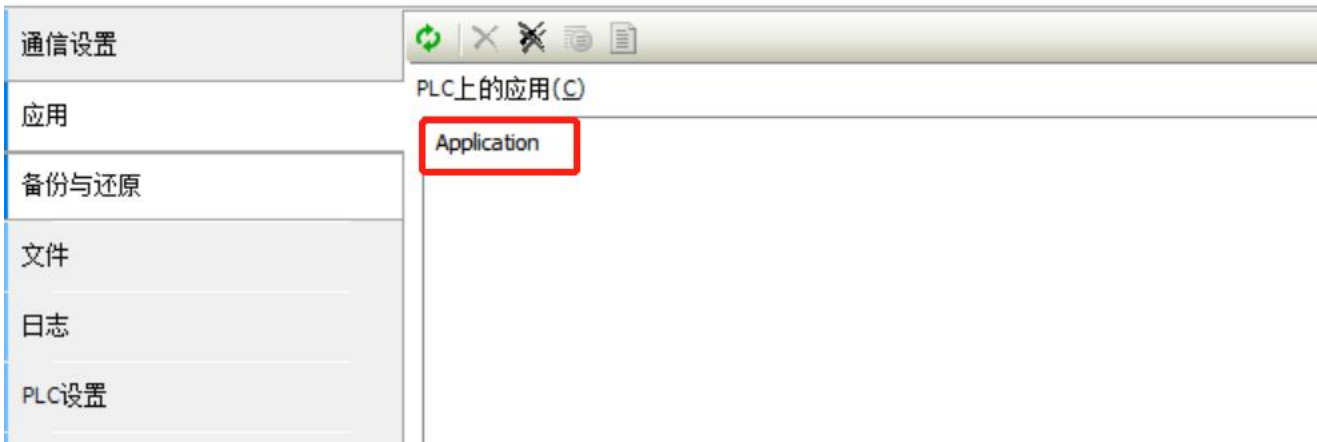 通信设置
应用
备份与还原
文件
日志
PLC设置
PLC上的应用(C)
Application